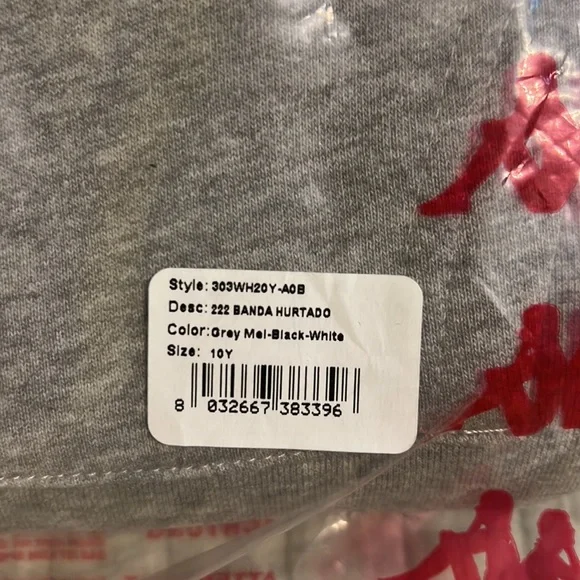 Style: 303WH20Y-A0B
Desc: 222 BANDA HURTADO
Color:Grey Mel-Black-White
Size: 10Y
8 032667 383396